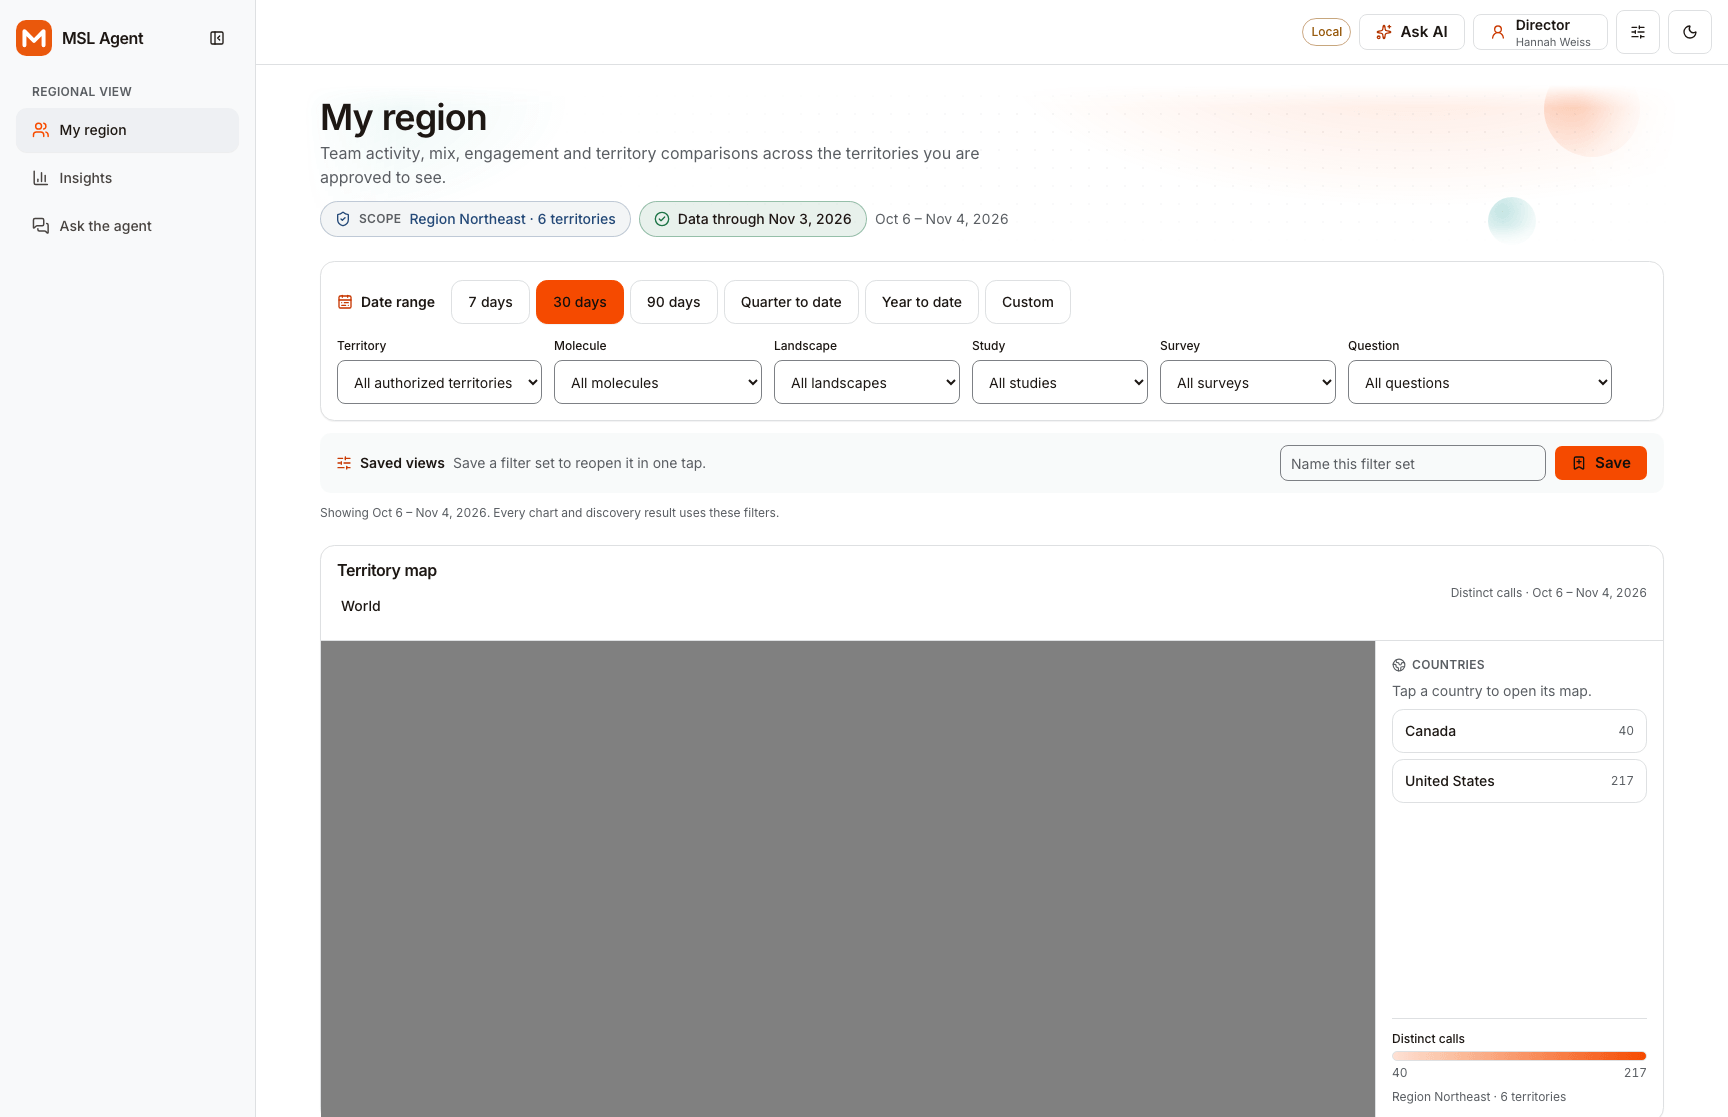 MSL Agent
REGIONAL VIEW
My region
Insights
Ask the agent
Local
Ask AI
Director
Hannah Weiss
My region
Team activity, mix, engagement and territory comparisons across the territories you are
approved to see.
SCOPE Region Northeast · 6 territories
Data through Nov 3, 2026
Oct 6 – Nov 4, 2026
Date range
7 days
30 days
90 days
Quarter to date
Year to date
Custom
Territory
Molecule
Landscape
Study
Survey
Question
All authorized territories
All molecules
All landscapes
All studies
All surveys
All questions
Saved views
Save a filter set to reopen it in one tap.
Name this filter set
Save
Showing Oct 6 – Nov 4, 2026. Every chart and discovery result uses these filters.
Territory map
World
Distinct calls · Oct 6 – Nov 4, 2026
COUNTRIES
Tap a country to open its map.
Canada 40
United States 217
Distinct calls
40 217
Region Northeast · 6 territories